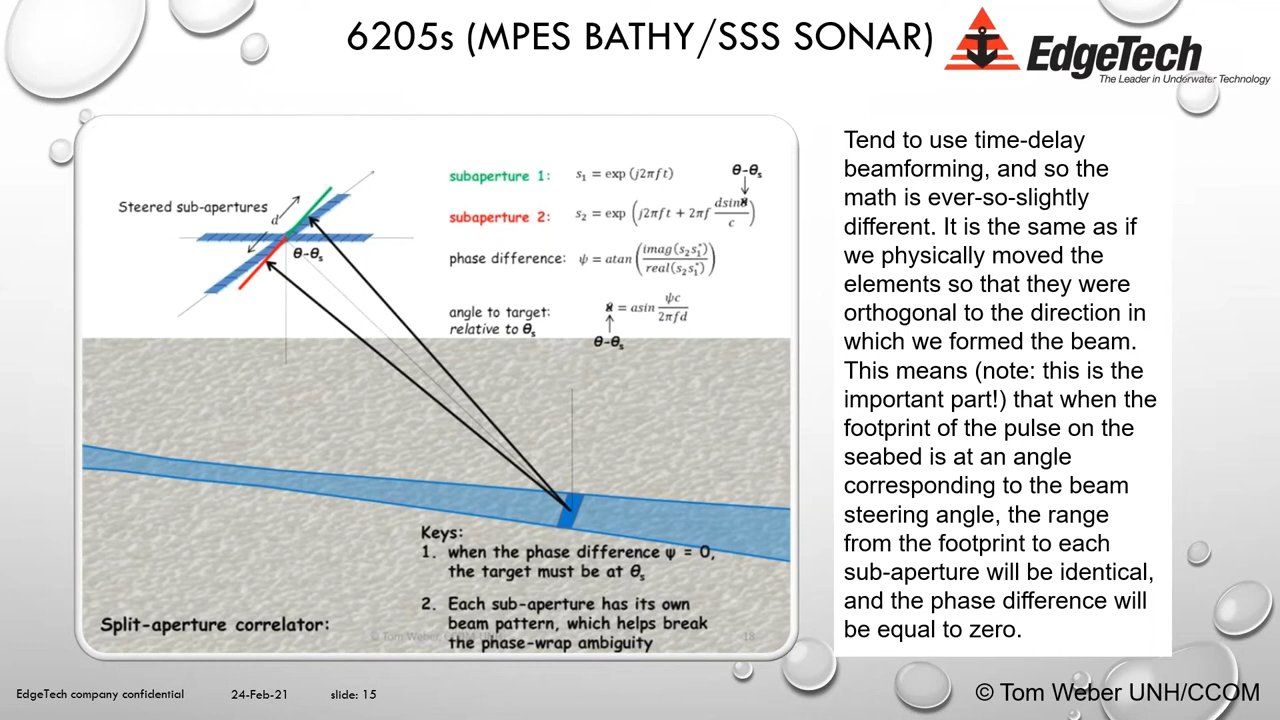 6205s (MPES BATHY/SSS SONAR)
EdgeTech
The Leader in Underwater Technology
Steered sub-apertures
d
θ-θs
subaperture 1: s₁ = exp (j2πft)
θ-θs
subaperture 2: s₂ = exp (j2πft + 2πf dsin/c)
phase difference: ψ = atan (imag(s₂s₁*)/real(s₂s₁*))
angle to target: = asin ψc/2πfd
relative to θs
θ-θs
Keys:
1. when the phase difference ψ = 0,
the target must be at θs
2. Each sub-aperture has its own
beam pattern, which helps break
the phase-wrap ambiguity
Split-aperture correlator:
18
Tend to use time-delay
beamforming, and so the
math is ever-so-slightly
different. It is the same as if
we physically moved the
elements so that they were
orthogonal to the direction in
which we formed the beam.
This means (note: this is the
important part!) that when the
footprint of the pulse on the
seabed is at an angle
corresponding to the beam
steering angle, the range
from the footprint to each
sub-aperture will be identical,
and the phase difference will
be equal to zero.
EdgeTech company confidential 24-Feb-21 slide: 15
© Tom Weber UNH/CCOM